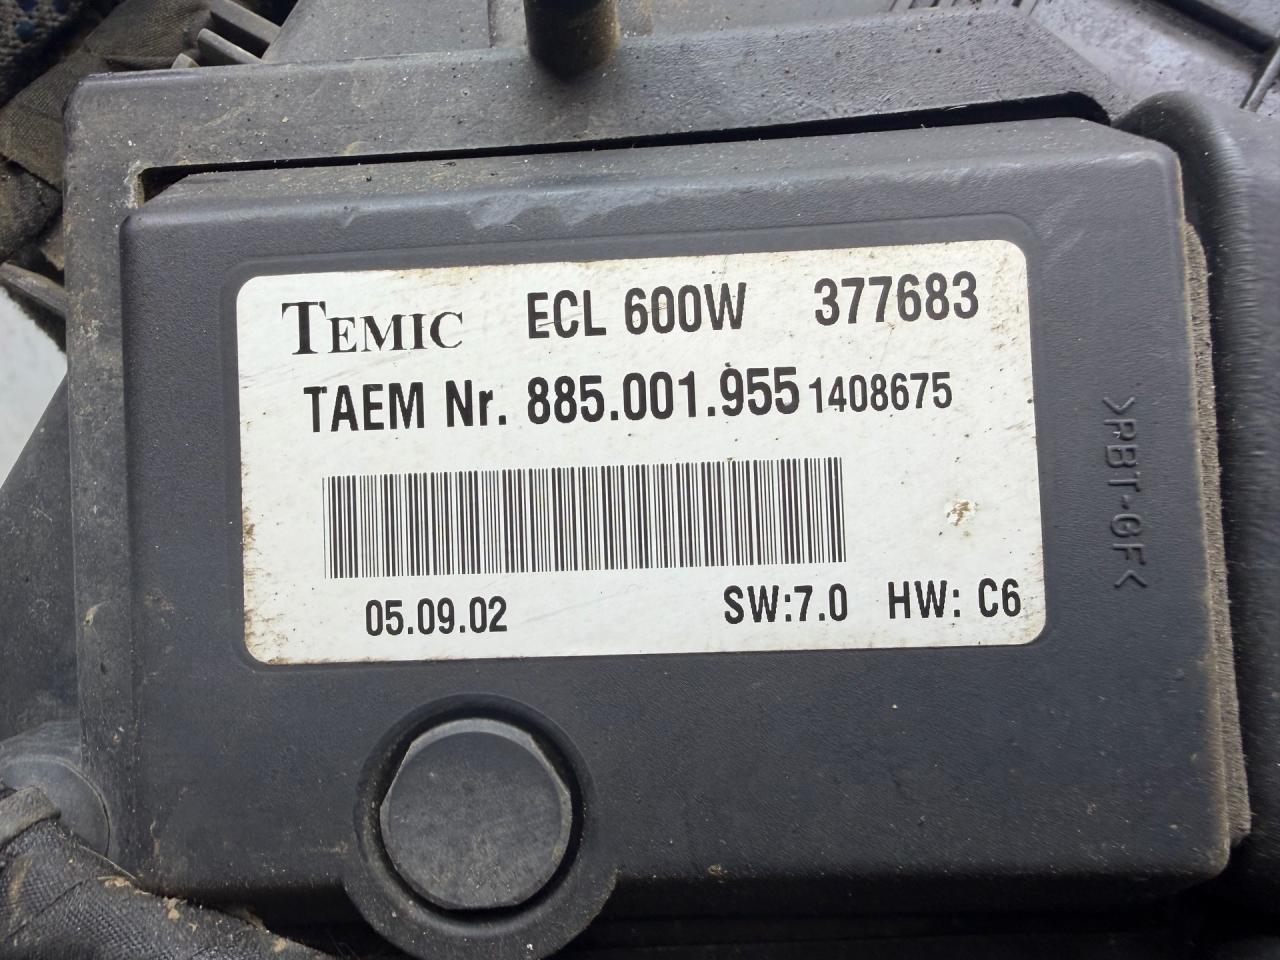 TEMIC ECL 600W 377683
TAEM Nr. 885.001.955 1408675
05.09.02 SW:7.0 HW: C6
>PBT-GF<